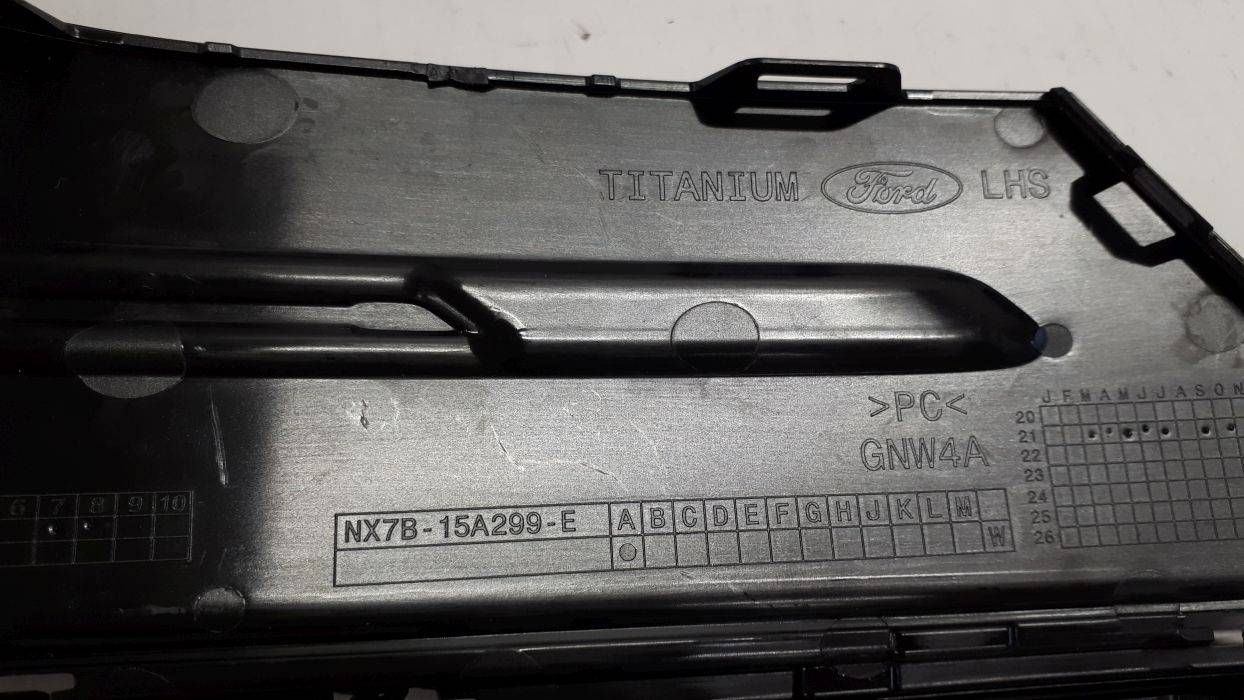 TITANIUM Ford LHS
>PC<
GNW4A
J F M A M J J A S O N
20
21
22
23
24
25
26
6 7 8 9 10
NX7B-15A299-E A B C D E F G H J K L M
W